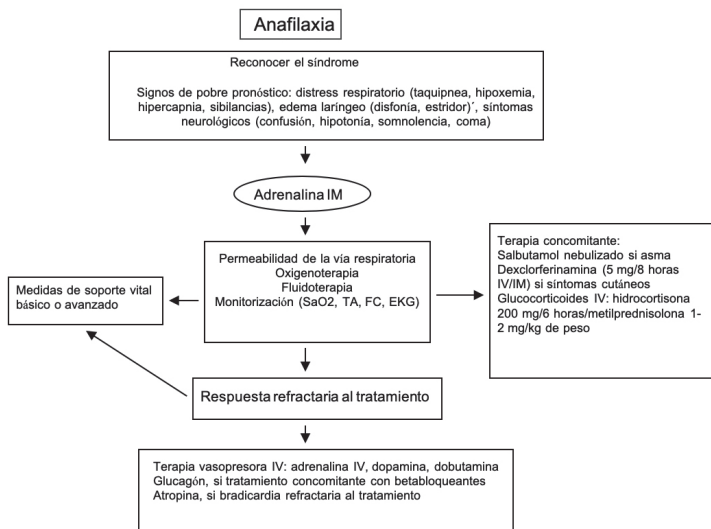 Anafilaxia
Reconocer el síndrome
Signos de pobre pronóstico: distress respiratorio (taquipnea, hipoxemia,
hipercapnia, sibilancias), edema laríngeo (disfonía, estridor)´, síntomas
neurológicos (confusión, hipotonía, somnolencia, coma)
Adrenalina IM
Permeabilidad de la vía respiratoria
Oxigenoterapia
Fluidoterapia
Monitorización (SaO2, TA, FC, EKG)
Medidas de soporte vital
básico o avanzado
Terapia concomitante:
Salbutamol nebulizado si asma
Dexclorferinamina (5 mg/8 horas
IV/IM) si síntomas cutáneos
Glucocorticoides IV: hidrocortisona
200 mg/6 horas/metilprednisolona 1-
2 mg/kg de peso
Respuesta refractaria al tratamiento
Terapia vasopresora IV: adrenalina IV, dopamina, dobutamina
Glucagón, si tratamiento concomitante con betabloqueantes
Atropina, si bradicardia refractaria al tratamiento